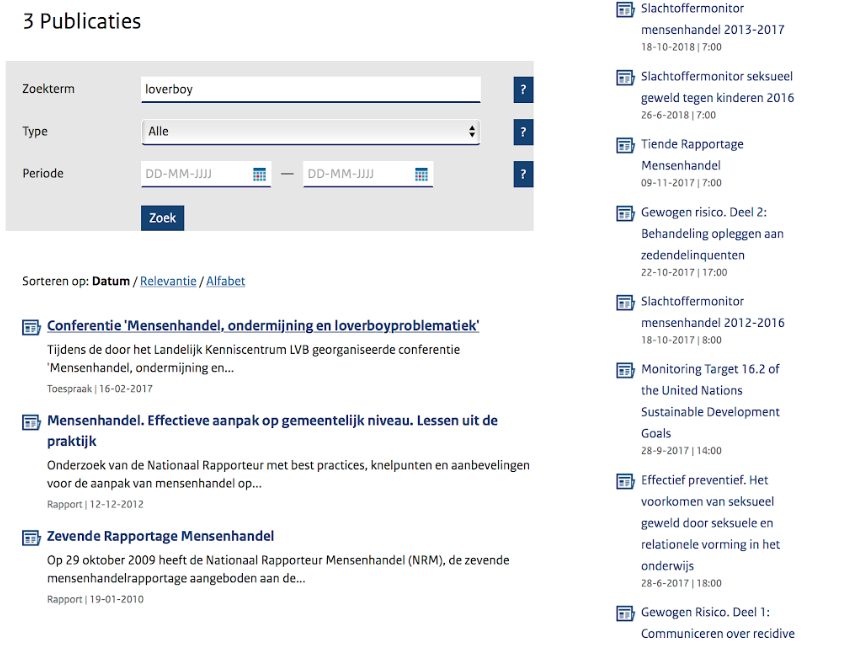 3 Publicaties
Zoekterm
loverboy
?
Type
Alle
?
Periode
DD-MM-JJJJ
—
DD-MM-JJJJ
?
Zoek
Sorteren op: Datum / Relevantie / Alfabet
Conferentie 'Mensenhandel, ondermijning en loverboyproblematiek'
Tijdens de door het Landelijk Kenniscentrum LVB georganiseerde conferentie
'Mensenhandel, ondermijning en...
Toespraak | 16-02-2017
Mensenhandel. Effectieve aanpak op gemeentelijk niveau. Lessen uit de
praktijk
Onderzoek van de Nationaal Rapporteur met best practices, knelpunten en aanbevelingen
voor de aanpak van mensenhandel op...
Rapport | 12-12-2012
Zevende Rapportage Mensenhandel
Op 29 oktober 2009 heeft de Nationaal Rapporteur Mensenhandel (NRM), de zevende
mensenhandelrapportage aangeboden aan de...
Rapport | 19-01-2010
Slachtoffermonitor
mensenhandel 2013-2017
18-10-2018 | 7:00
Slachtoffermonitor seksueel
geweld tegen kinderen 2016
26-6-2018 | 7:00
Tiende Rapportage
Mensenhandel
09-11-2017 | 7:00
Gewogen risico. Deel 2:
Behandeling opleggen aan
zedendelinquenten
22-10-2017 | 17:00
Slachtoffermonitor
mensenhandel 2012-2016
18-10-2017 | 8:00
Monitoring Target 16.2 of
the United Nations
Sustainable Development
Goals
28-9-2017 | 14:00
Effectief preventief. Het
voorkomen van seksueel
geweld door seksuele en
relationele vorming in het
onderwijs
28-6-2017 | 18:00
Gewogen Risico. Deel 1:
Communiceren over recidive